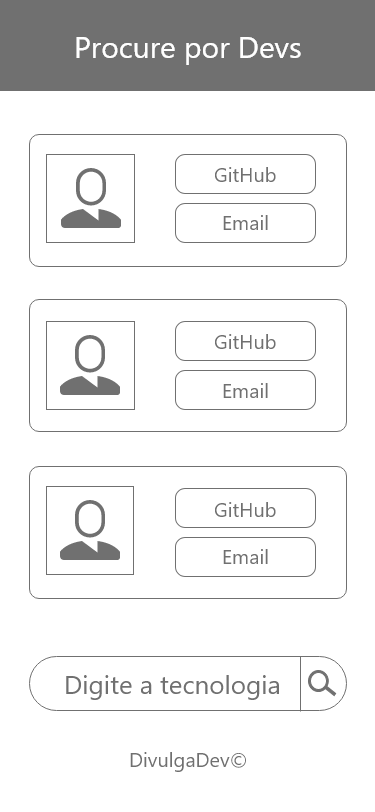 Procure por Devs
GitHub
Email
GitHub
Email
GitHub
Email
Digite a tecnologia
DivulgaDev©